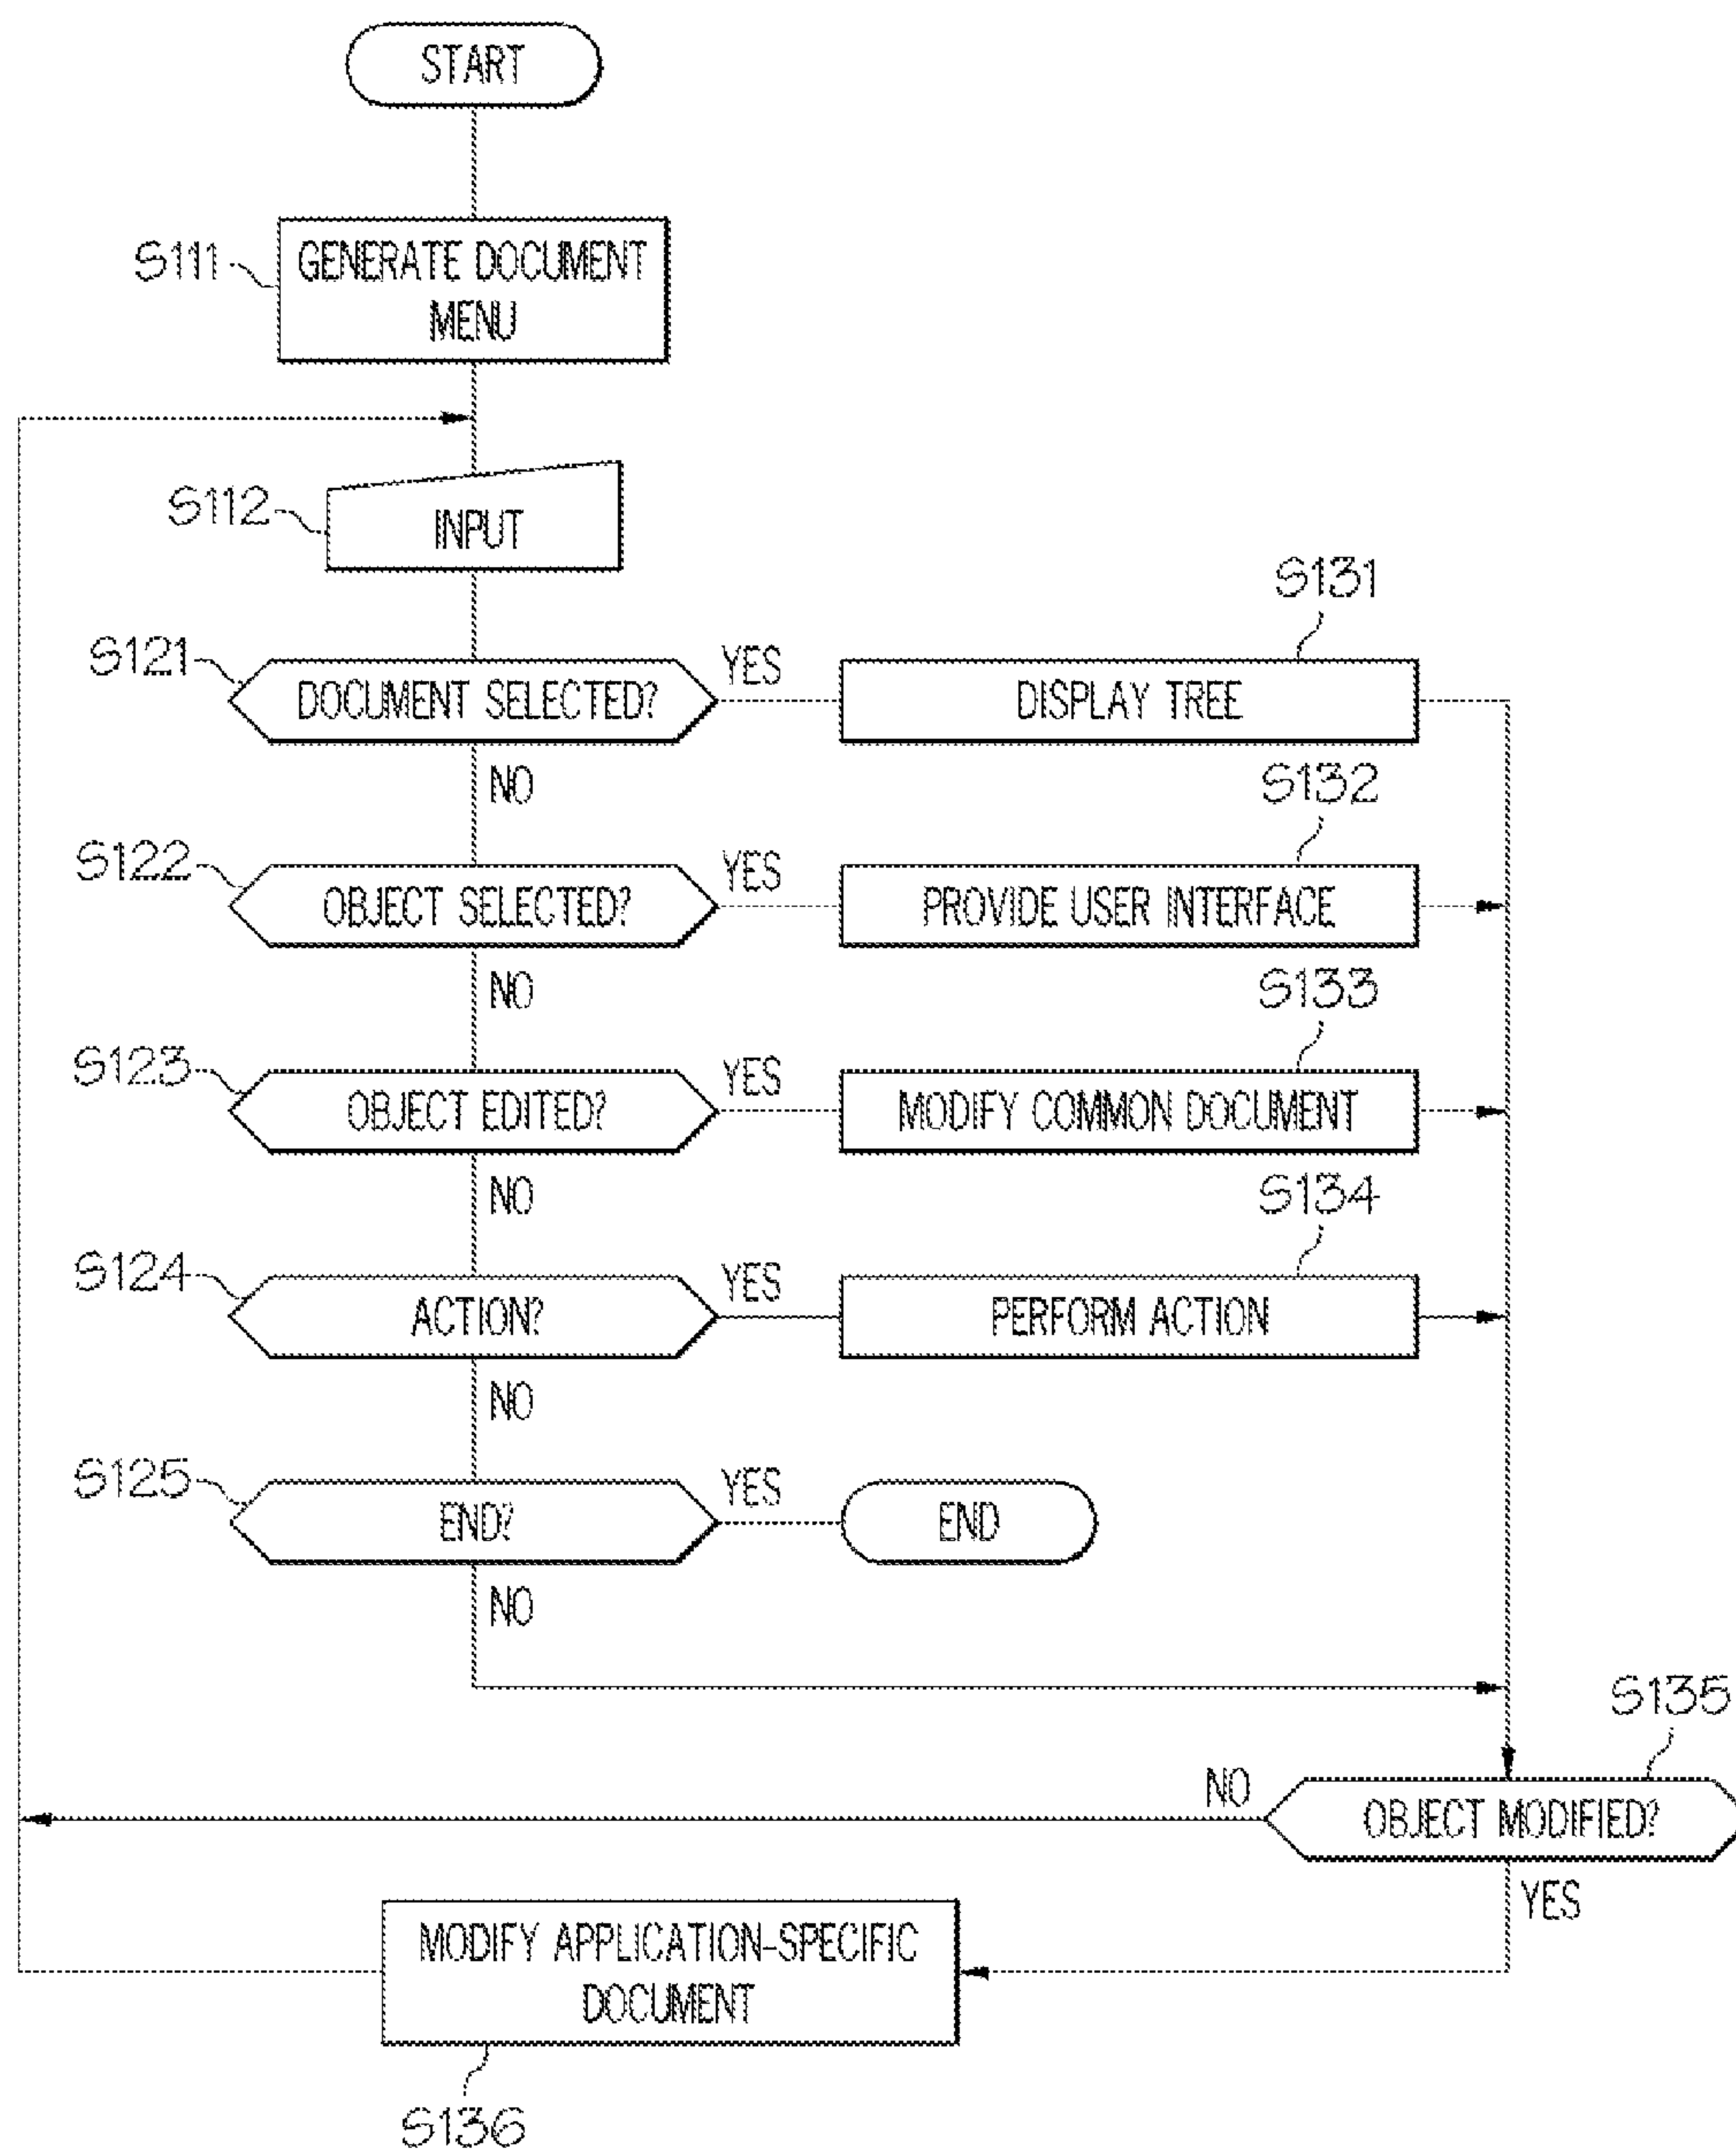 START
S111
GENERATE DOCUMENT
MENU
S112
INPUT
S131
S121
DOCUMENT SELECTED?
YES
DISPLAY TREE
NO
S132
S122
OBJECT SELECTED?
YES
PROVIDE USER INTERFACE
NO
S133
S123
OBJECT EDITED?
YES
MODIFY COMMON DOCUMENT
NO
S134
S124
ACTION?
YES
PERFORM ACTION
NO
S125
END?
YES
END
NO
S135
NO
OBJECT MODIFIED?
YES
MODIFY APPLICATION-SPECIFIC
DOCUMENT
S136